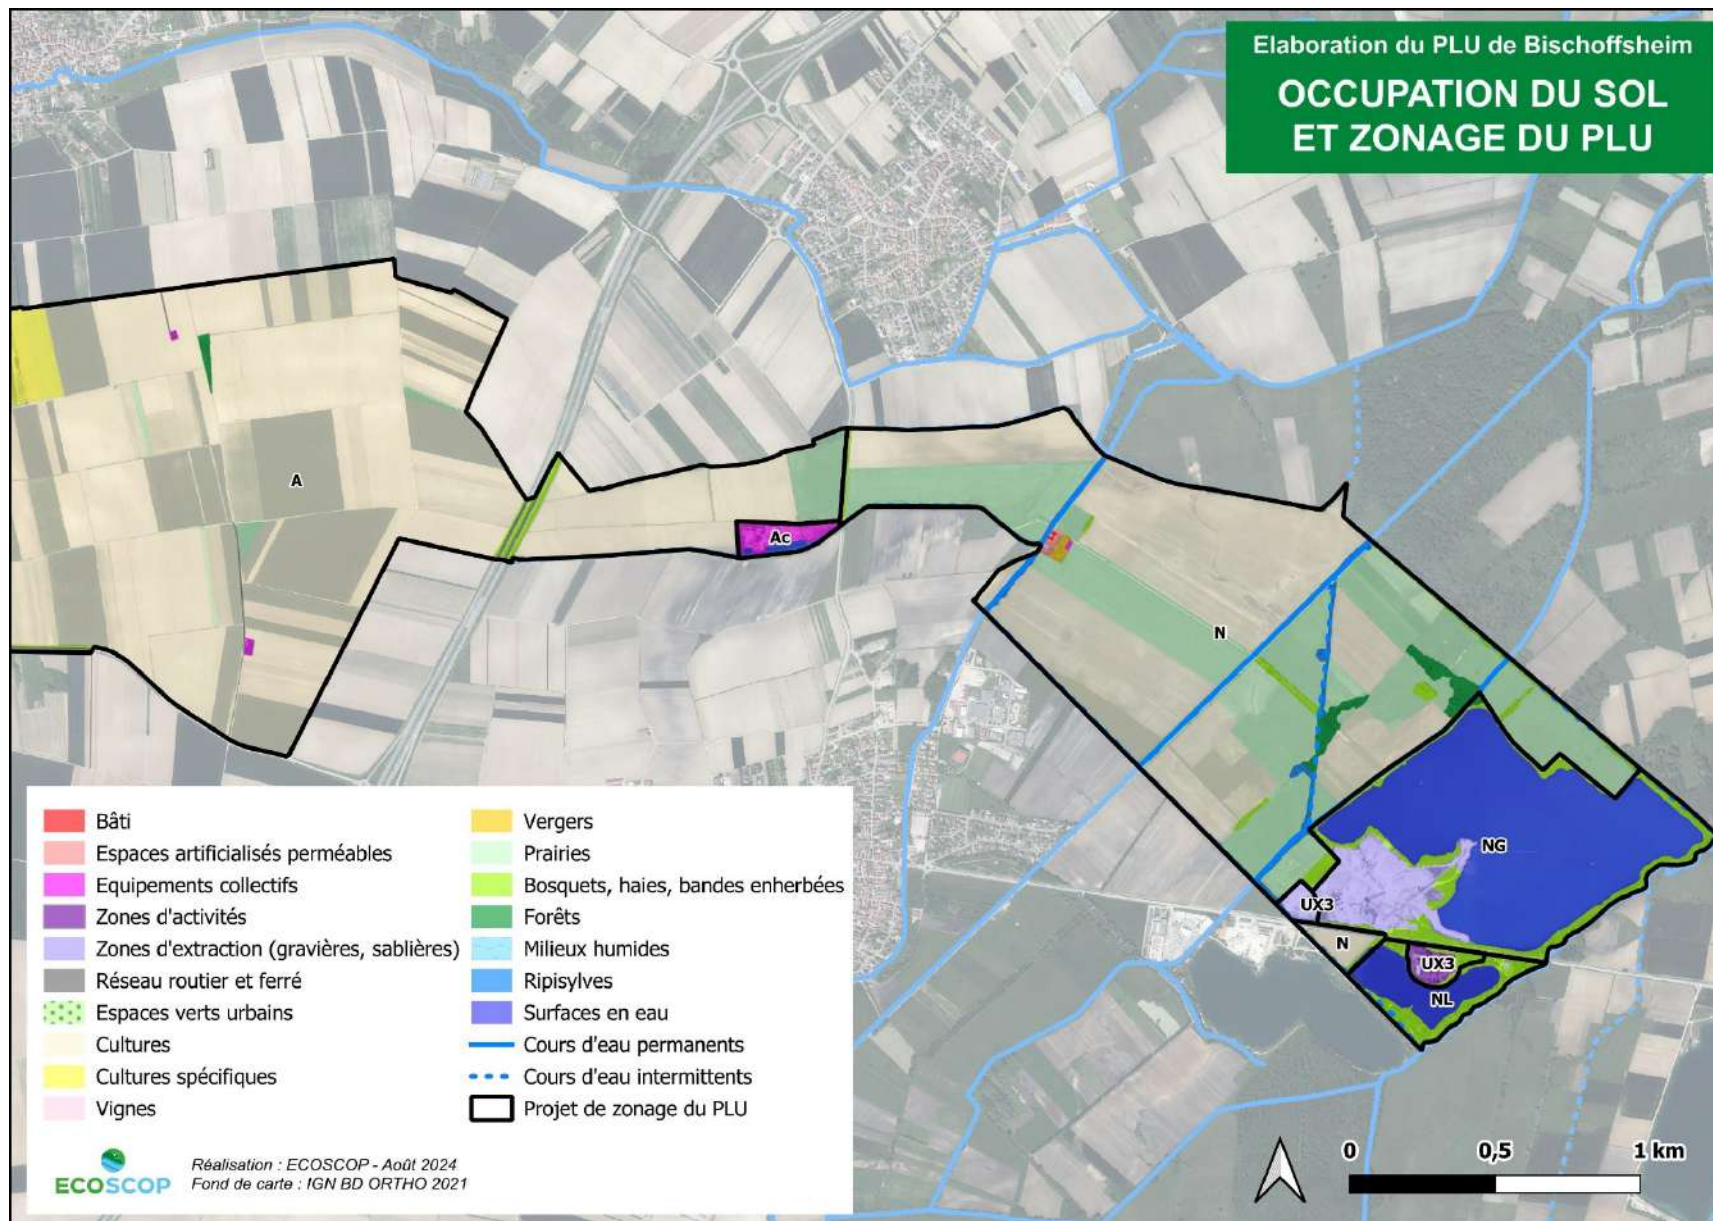 Elaboration du PLU de Bischoffsheim
OCCUPATION DU SOL
ET ZONAGE DU PLU
A
Ac
N
NG
UX3
N
UX3
NL
Bâti
Espaces artificialisés perméables
Equipements collectifs
Zones d'activités
Zones d'extraction (gravières, sablières)
Réseau routier et ferré
Espaces verts urbains
Cultures
Cultures spécifiques
Vignes
Vergers
Prairies
Bosquets, haies, bandes enherbées
Forêts
Milieux humides
Ripisylves
Surfaces en eau
Cours d'eau permanents
Cours d'eau intermittents
Projet de zonage du PLU
ECOSCOP
Réalisation : ECOSCOP - Août 2024
Fond de carte : IGN BD ORTHO 2021
0 0,5 1 km